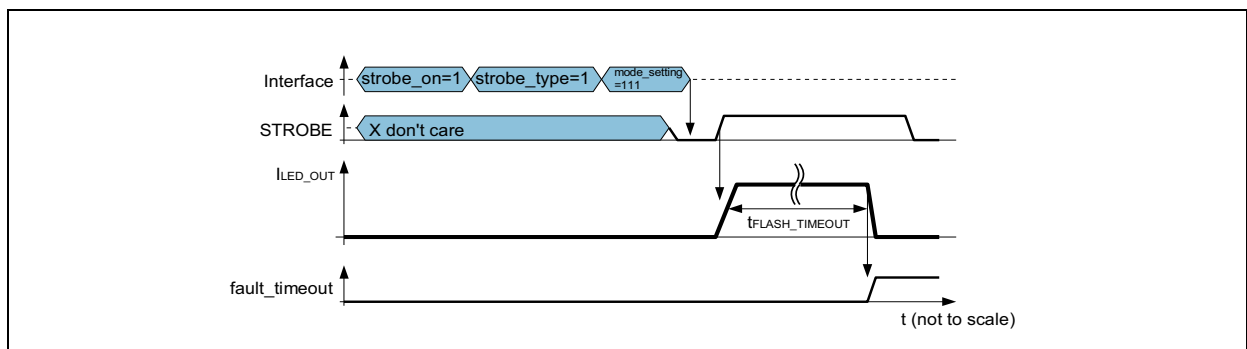 Interface
strobe_on=1
strobe_type=1
mode_setting
=111
STROBE
X don't care
ILED_OUT
tFLASH_TIMEOUT
fault_timeout
t (not to scale)